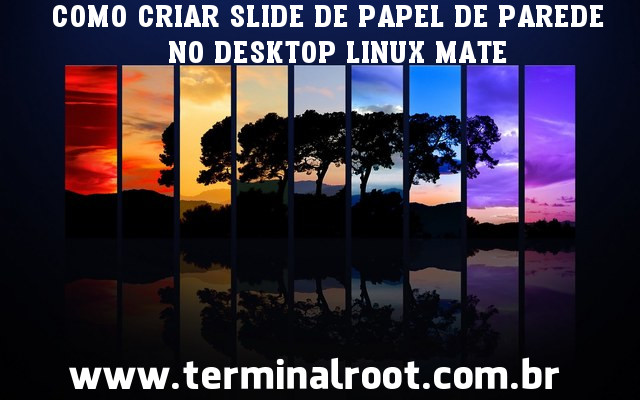 COMO CRIAR SLIDE DE PAPEL DE PAREDE
NO DESKTOP LINUX MATE
www.terminalroot.com.br